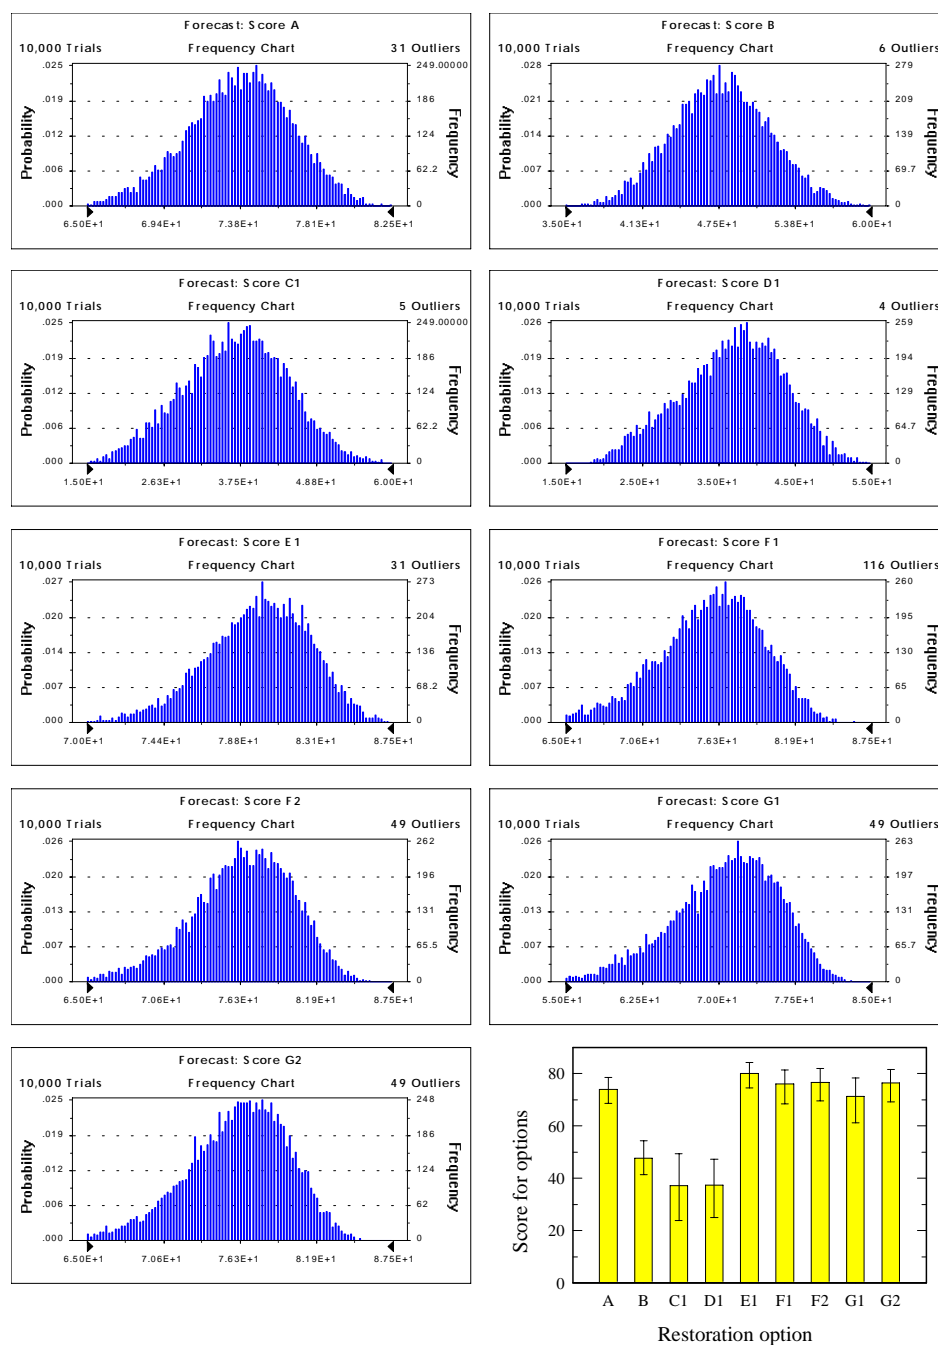 Forecast: Score A
10,000 Trials Frequency Chart 31 Outliers
.025 249.00000
.019 186
.012 124
.006 62.2
.000 0
Probability
Frequency
6.50E+1 6.94E+1 7.38E+1 7.81E+1 8.25E+1
Forecast: Score B
10,000 Trials Frequency Chart 6 Outliers
.028 279
.021 209
.014 139
.007 69.7
.000 0
Probability
Frequency
3.50E+1 4.13E+1 4.75E+1 5.38E+1 6.00E+1
Forecast: Score C1
10,000 Trials Frequency Chart 5 Outliers
.025 249.00000
.019 186
.012 124
.006 62.2
.000 0
Probability
Frequency
1.50E+1 2.63E+1 3.75E+1 4.88E+1 6.00E+1
Forecast: Score D1
10,000 Trials Frequency Chart 4 Outliers
.026 259
.019 194
.013 129
.006 64.7
.000 0
Probability
Frequency
1.50E+1 2.50E+1 3.50E+1 4.50E+1 5.50E+1
Forecast: Score E1
10,000 Trials Frequency Chart 31 Outliers
.027 273
.020 204
.014 136
.007 68.2
.000 0
Probability
Frequency
7.00E+1 7.44E+1 7.88E+1 8.31E+1 8.75E+1
Forecast: Score F1
10,000 Trials Frequency Chart 116 Outliers
.026 260
.020 195
.013 130
.007 65
.000 0
Probability
Frequency
6.50E+1 7.06E+1 7.63E+1 8.19E+1 8.75E+1
Forecast: Score F2
10,000 Trials Frequency Chart 49 Outliers
.026 262
.020 196
.013 131
.007 65.5
.000 0
Probability
Frequency
6.50E+1 7.06E+1 7.63E+1 8.19E+1 8.75E+1
Forecast: Score G1
10,000 Trials Frequency Chart 49 Outliers
.026 263
.020 197
.013 131
.007 65.7
.000 0
Probability
Frequency
5.50E+1 6.25E+1 7.00E+1 7.75E+1 8.50E+1
Forecast: Score G2
10,000 Trials Frequency Chart 49 Outliers
.025 248
.019 186
.012 124
.006 62
.000 0
Probability
Frequency
6.50E+1 7.06E+1 7.63E+1 8.19E+1 8.75E+1
80
60
40
20
0
Score for options
A B C1 D1 E1 F1 F2 G1 G2
Restoration option